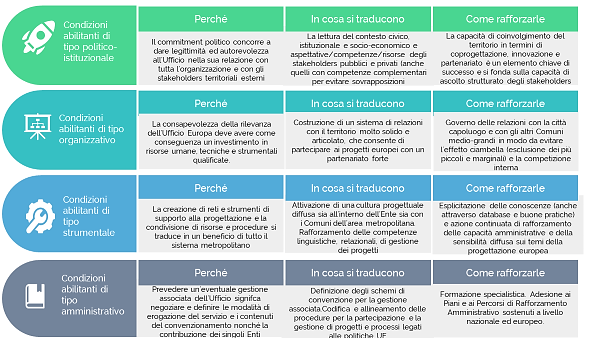 Condizioni
abilitanti di
tipo politico-
istituzionale
Perchè
Il commitment politico concorre a
dare legittimità ed autorevolezza
all'Ufficio nella sua relazione con
tutta l'organizzazione e con gli
stakeholders territoriali esterni
In cosa si traducono
La lettura del contesto civico,
istituzionale e socio-economico e
aspettative/competenze/risorse degli
stakeholders pubblici e privati (anche
quelli con competenze complementari
per evitare sovrapposizioni
Come rafforzarle
La capacità di coinvolgimento del
territorio in termini di
coprogettazione, innovazione e
partenariato è un elemento chiave di
successo e si fonda sulla capacità di
ascolto strutturato degli stakeholders
Condizioni
abilitanti di tipo
organizzativo
Perchè
La consapevolezza della rilevanza
dell'Ufficio Europa deve avere come
conseguenza un investimento in
risorse umane, tecniche e strumentali
qualificate.
In cosa si traducono
Costruzione di un sistema di relazioni
con il territorio molto solido e
articolato, che consente di
partecipare ai progetti europei con un
partenariato forte
Come rafforzarle
Governo delle relazioni con la città
capoluogo e con gli altri Comuni
medio-grandi in modo da evitare
l'effetto ciambella (esclusione dei più
piccoli e marginali) e la competizione
interna
Condizioni
abilitanti di
tipo
strumentale
Perchè
La creazione di reti e strumenti di
supporto alla progettazione e la
condivisione di risorse e procedure si
traduce in un beneficio di tutto il
sistema metropolitano
In cosa si traducono
Attivazione di una cultura progettuale
diffusa sia all'interno dell'Ente sia con
i Comuni dell'area metropolitana.
Rafforzamento delle competenze
linguistiche, relazionali, di gestione
dei progetti
Come rafforzarle
Esplicitazione delle conoscenze (anche
attraverso database e buone pratiche)
e azione continuata di rafforzamento
delle capacità amministrative e della
sensibilità diffusa sui temi della
progettazione europea
Condizioni
abilitanti di
tipo
amministrativo
Perchè
Prevedere un'eventuale gestione
associata dell'Ufficio signifca
negoziare e definire le modalità di
erogazione del servizio e i contenuti
del convenzionamento nonché la
contribuzione dei singoli Enti
In cosa si traducono
Definizione degli schemi di
convenzione per la gestione
associata.Codifica e allineamento delle
procedure per la partecipazione e la
gestione di progetti e processi legati
alle politiche UE
Come rafforzarle
Formazione specialistica. Adesione ai
Piani e ai Percorsi di Rafforzamento
Amministrativo sostenuti a livello
nazionale ed europeo.